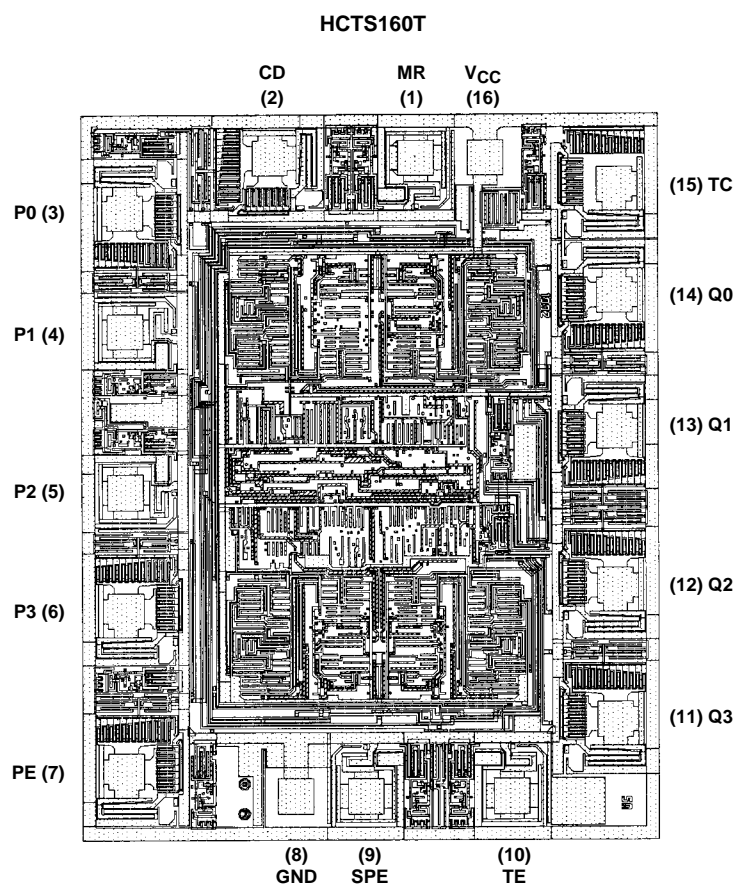 HCTS160T
CD
(2)
MR
(1)
VCC
(16)
P0 (3)
P1 (4)
P2 (5)
P3 (6)
PE (7)
(15) TC
(14) Q0
(13) Q1
(12) Q2
(11) Q3
(8)
GND
(9)
SPE
(10)
TE